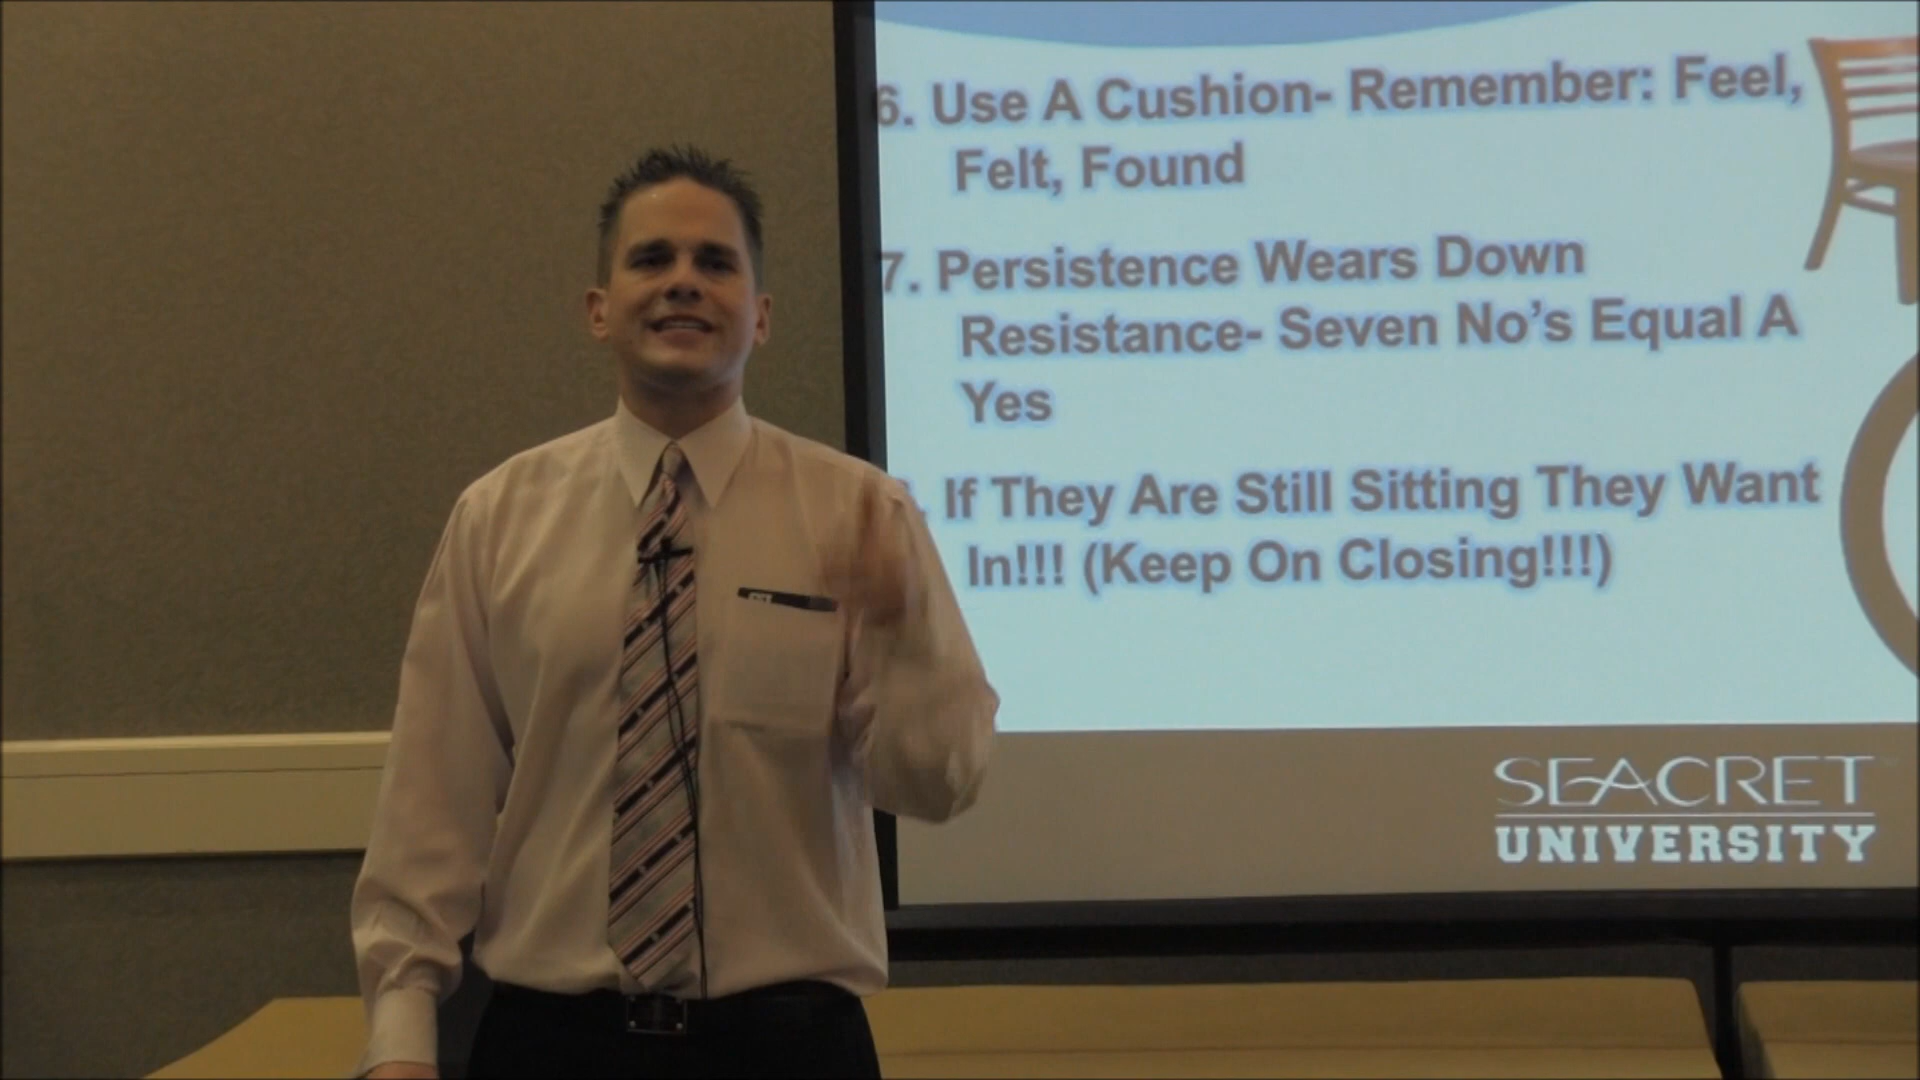 6. Use A Cushion- Remember: Feel,
Felt, Found
7. Persistence Wears Down
Resistance- Seven No's Equal A
Yes
. If They Are Still Sitting They Want
In!!! (Keep On Closing!!!)
SEACRET
UNIVERSITY